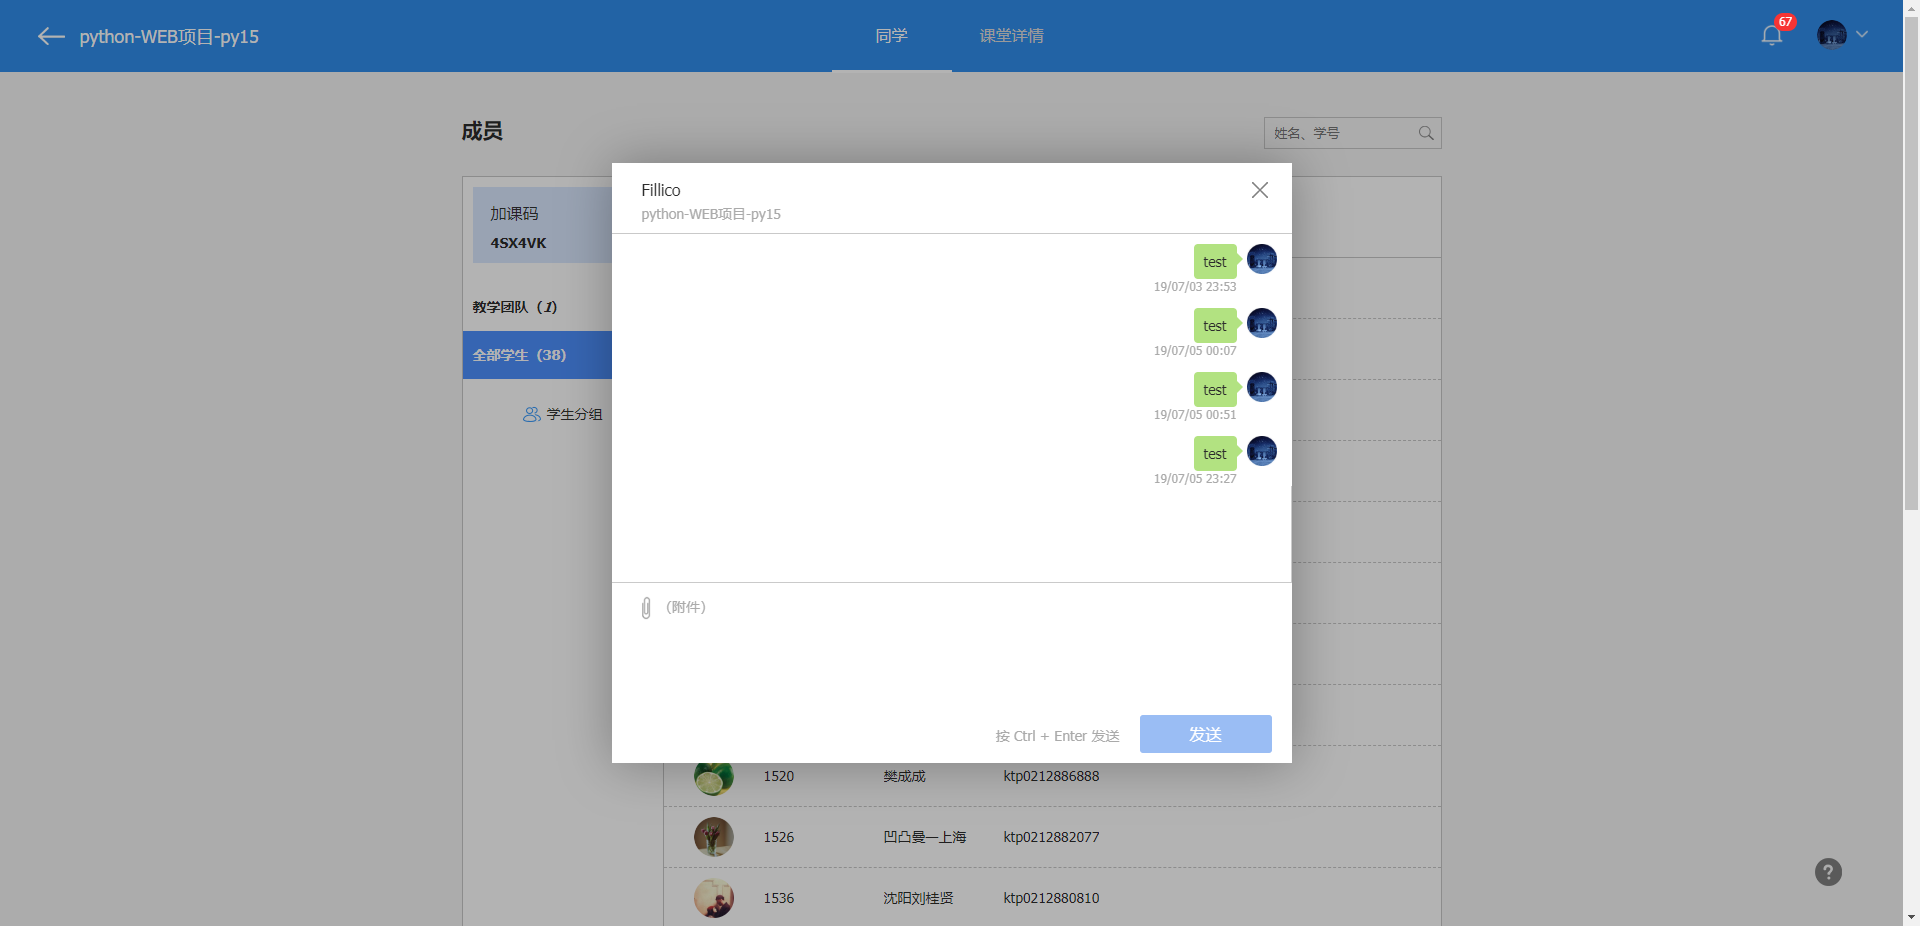 python-WEB项目-py15
同学
课堂详情
67
成员
姓名、学号
加课码
4SX4VK
教学团队（1）
全部学生（38）
学生分组
Fillico
python-WEB项目-py15
test
19/07/03 23:53
test
19/07/05 00:07
test
19/07/05 00:51
test
19/07/05 23:27
（附件）
按 Ctrl + Enter 发送
发送
1520 樊成成 ktp0212886888
1526 凹凸曼—上海 ktp0212882077
1536 沈阳刘桂贤 ktp0212880810
?